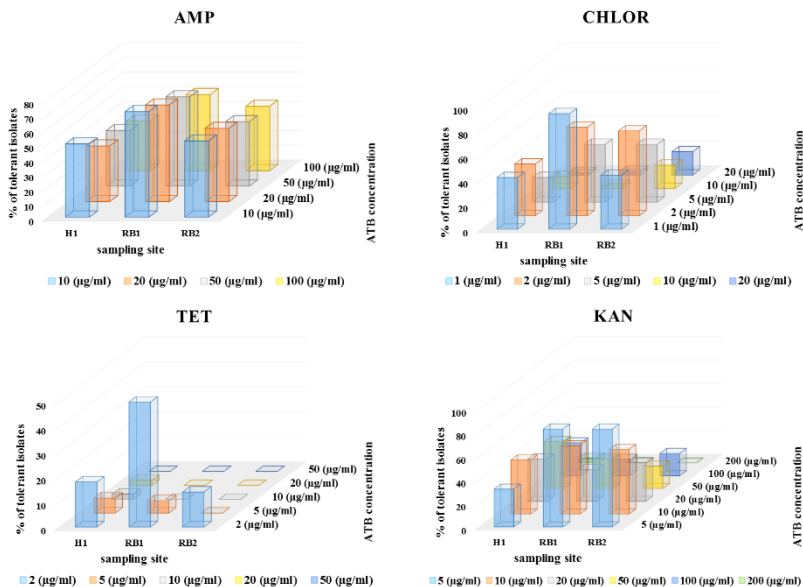 AMP
% of tolerant isolates
80
70
60
50
40
30
20
10
0
H1 RB1 RB2
sampling site
100 (µg/ml)
50 (µg/ml)
20 (µg/ml)
10 (µg/ml)
ATB concentration
10 (µg/ml) 20 (µg/ml) 50 (µg/ml) 100 (µg/ml)
CHLOR
% of tolerant isolates
100
80
60
40
20
0
H1 RB1 RB2
sampling site
20 (µg/ml)
10 (µg/ml)
5 (µg/ml)
2 (µg/ml)
1 (µg/ml)
ATB concentration
1 (µg/ml) 2 (µg/ml) 5 (µg/ml) 10 (µg/ml) 20 (µg/ml)
TET
% of tolerant isolates
50
40
30
20
10
0
H1 RB1 RB2
sampling site
50 (µg/ml)
20 (µg/ml)
10 (µg/ml)
5 (µg/ml)
2 (µg/ml)
ATB concentration
2 (µg/ml) 5 (µg/ml) 10 (µg/ml) 20 (µg/ml) 50 (µg/ml)
KAN
% of tolerant isolates
100
80
60
40
20
0
H1 RB1 RB2
sampling site
200 (µg/ml)
100 (µg/ml)
50 (µg/ml)
20 (µg/ml)
10 (µg/ml)
5 (µg/ml)
ATB concentration
5 (µg/ml) 10 (µg/ml) 20 (µg/ml) 50 (µg/ml) 100 (µg/ml) 200 (µg/ml)